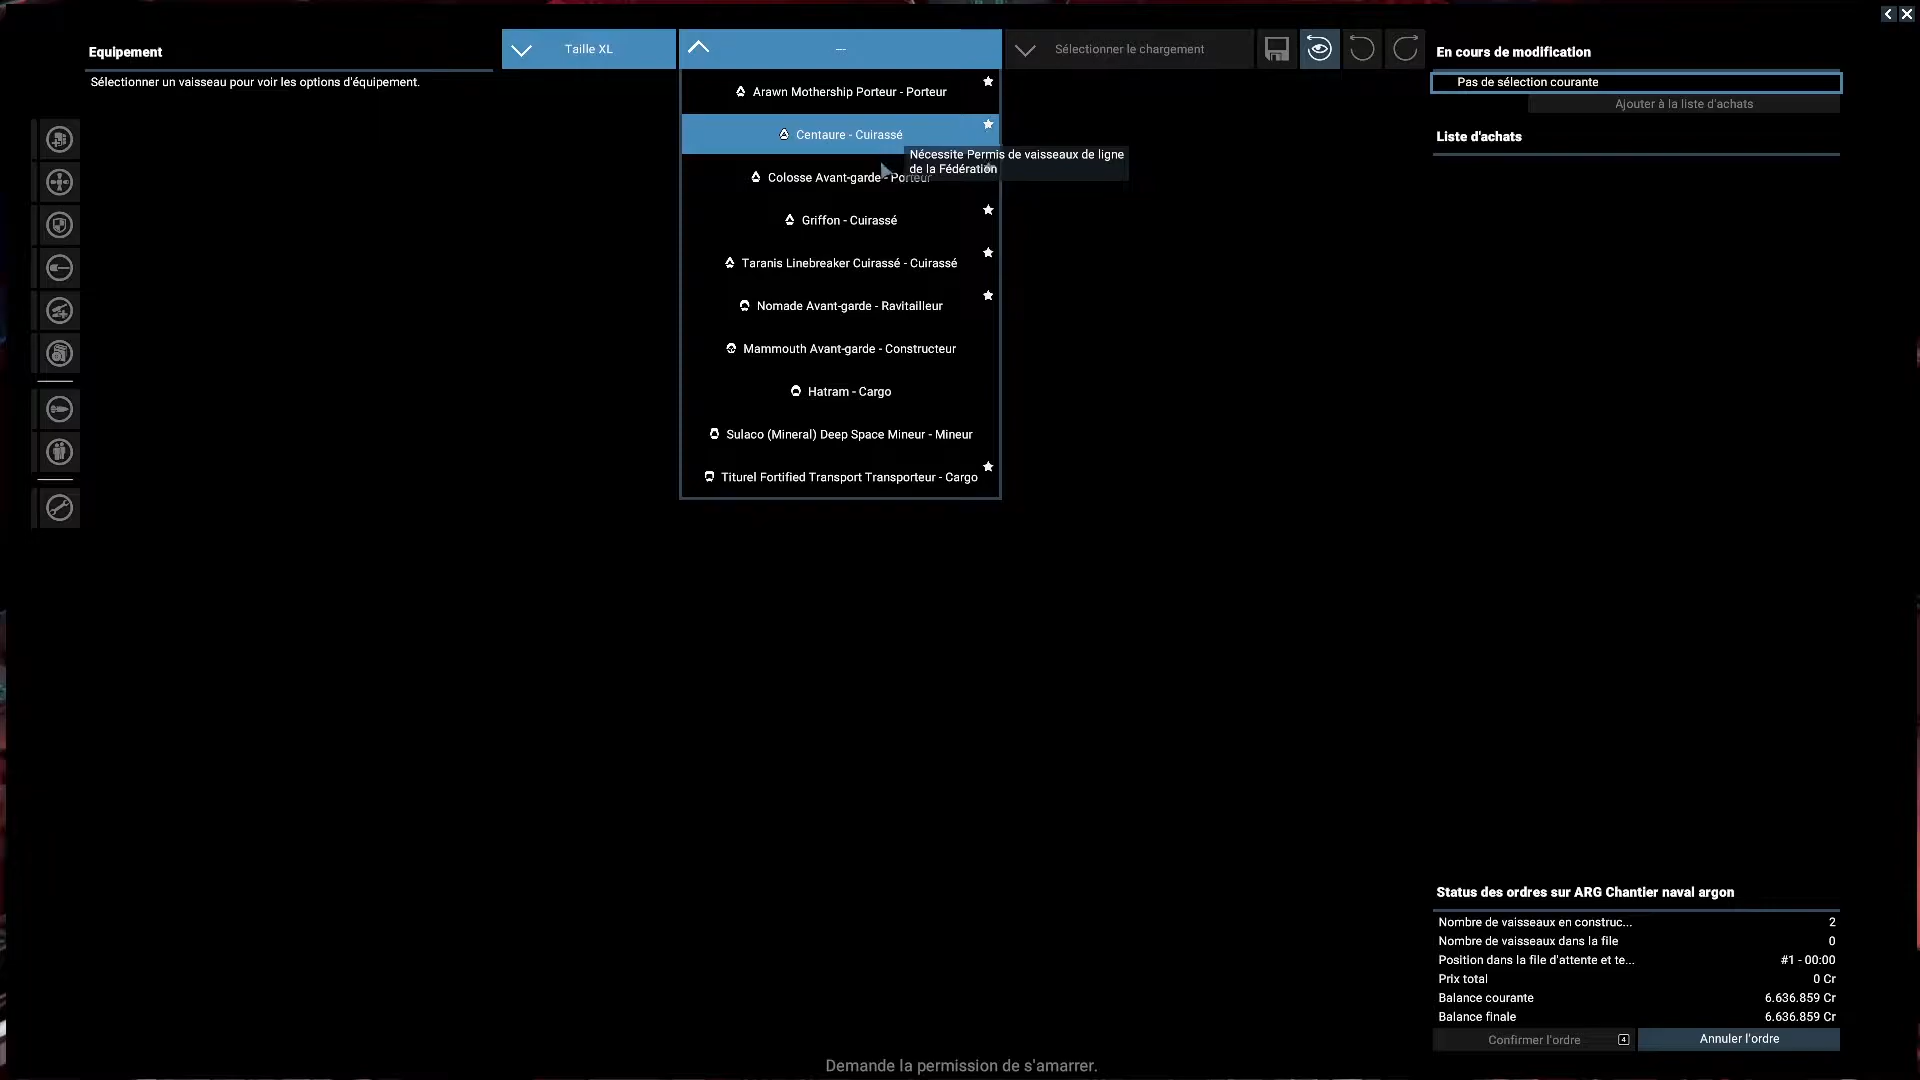 Equipement
Sélectionner un vaisseau pour voir les options d'équipement.
Taille XL
---
Sélectionner le chargement
Arawn Mothership Porteur - Porteur
Centaure - Cuirassé
Nécessite Permis de vaisseaux de ligne
de la Fédération
Colosse Avant-garde - Porteur
Griffon - Cuirassé
Taranis Linebreaker Cuirassé - Cuirassé
Nomade Avant-garde - Ravitailleur
Mammouth Avant-garde - Constructeur
Hatram - Cargo
Sulaco (Mineral) Deep Space Mineur - Mineur
Titurel Fortified Transport Transporteur - Cargo
En cours de modification
Pas de sélection courante
Ajouter à la liste d'achats
Liste d'achats
Status des ordres sur ARG Chantier naval argon
Nombre de vaisseaux en construc... 2
Nombre de vaisseaux dans la file 0
Position dans la file d'attente et te... #1 - 00:00
Prix total 0 Cr
Balance courante 6.636.859 Cr
Balance finale 6.636.859 Cr
Confirmer l'ordre 4
Annuler l'ordre
Demande la permission de s'amarrer.